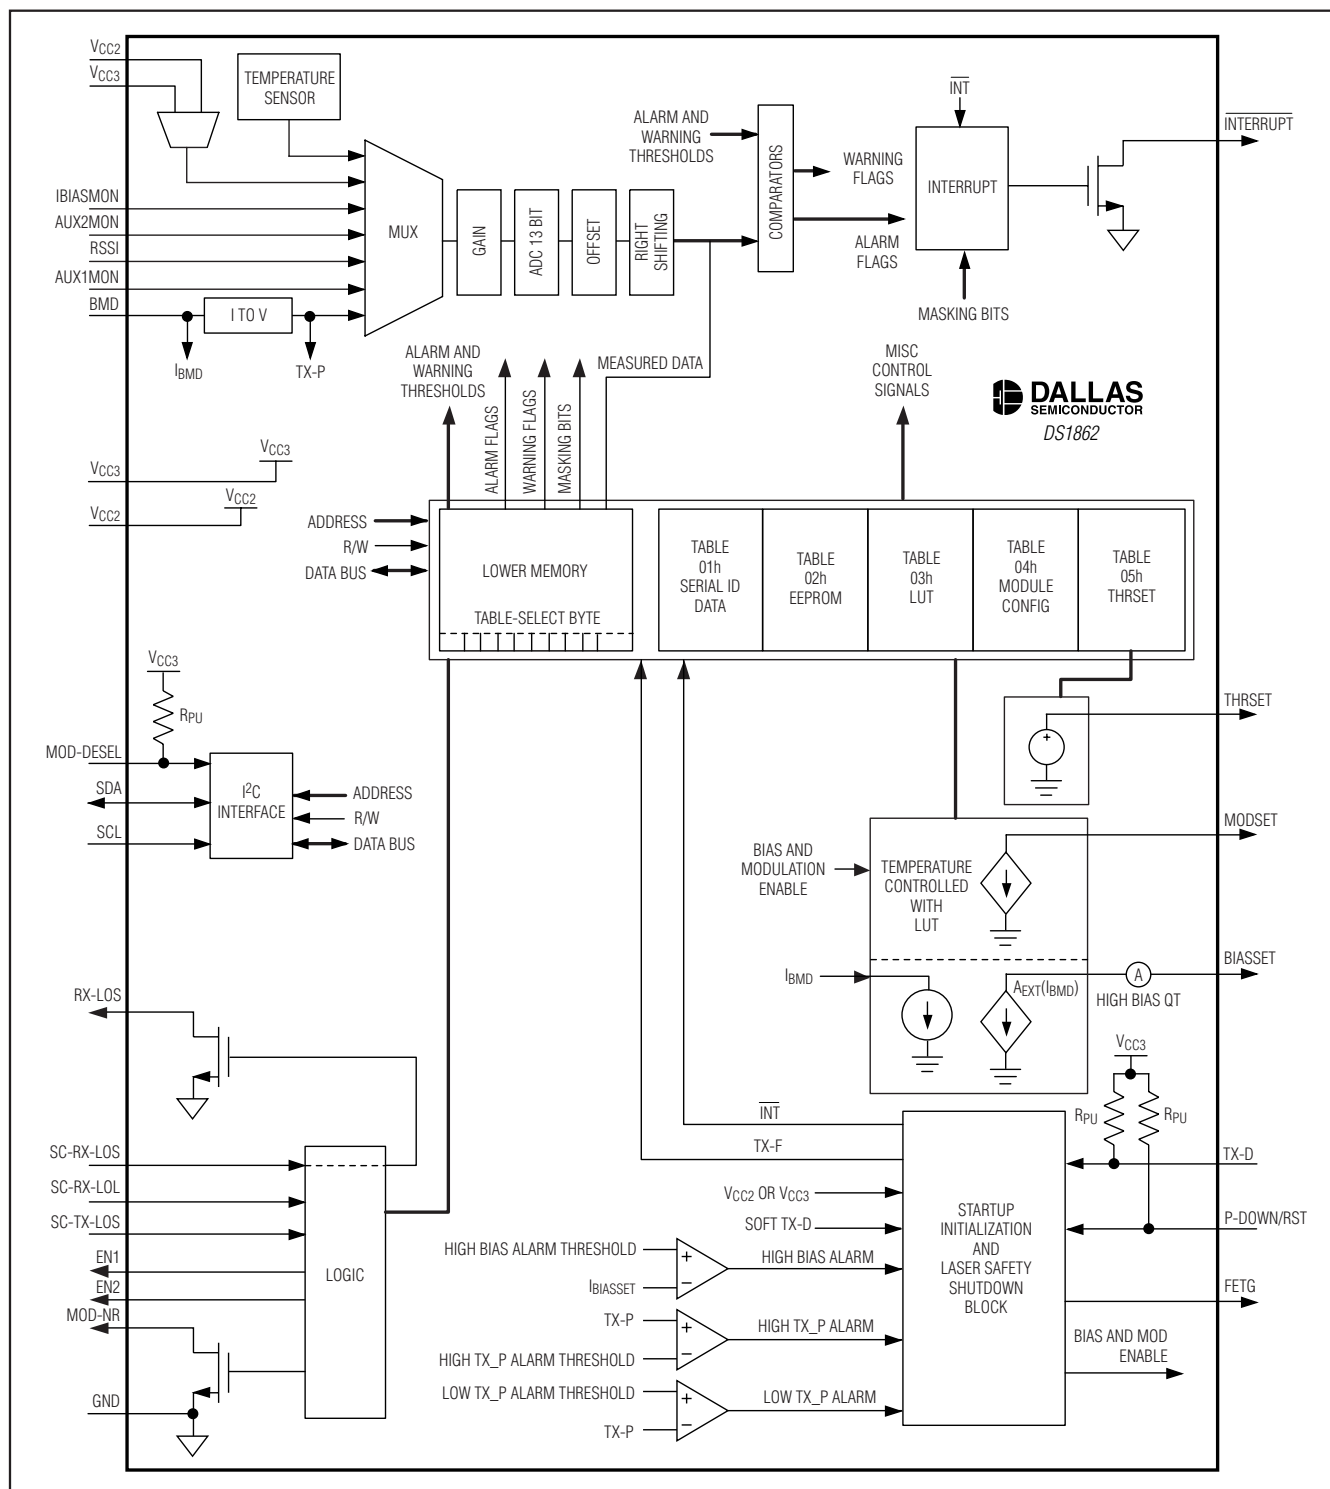 VCC2
VCC3
TEMPERATURE
SENSOR
IBIASMON
AUX2MON
RSSI
AUX1MON
BMD
I TO V
IBMD
TX-P
MUX
GAIN
ADC 13 BIT
OFFSET
RIGHT
SHIFTING
ALARM AND
WARNING
THRESHOLDS
COMPARATORS
WARNING
FLAGS
ALARM
FLAGS
INT
INTERRUPT
MASKING BITS
INTERRUPT
ALARM AND
WARNING
THRESHOLDS
ALARM FLAGS
WARNING FLAGS
MASKING BITS
MEASURED DATA
MISC
CONTROL
SIGNALS
DALLAS
SEMICONDUCTOR
DS1862
VCC3
VCC3
VCC2
VCC2
ADDRESS
R/W
DATA BUS
LOWER MEMORY
TABLE-SELECT BYTE
TABLE
01h
SERIAL ID
DATA
TABLE
02h
EEPROM
TABLE
03h
LUT
TABLE
04h
MODULE
CONFIG
TABLE
05h
THRSET
VCC3
RPU
MOD-DESEL
SDA
SCL
I2C
INTERFACE
ADDRESS
R/W
DATA BUS
+
THRSET
MODSET
BIAS AND
MODULATION
ENABLE
TEMPERATURE
CONTROLLED
WITH
LUT
IBMD
AEXT(IBMD)
A
HIGH BIAS QT
BIASSET
RX-LOS
SC-RX-LOS
SC-RX-LOL
SC-TX-LOS
EN1
EN2
MOD-NR
GND
LOGIC
VCC3
RPU
RPU
TX-D
P-DOWN/RST
FETG
BIAS AND MOD
ENABLE
INT
TX-F
VCC2 OR VCC3
SOFT TX-D
HIGH BIAS ALARM THRESHOLD
IBIASSET
+
−
HIGH BIAS ALARM
TX-P
HIGH TX_P ALARM THRESHOLD
+
−
HIGH TX_P ALARM
LOW TX_P ALARM THRESHOLD
TX-P
+
−
LOW TX_P ALARM
STARTUP
INITIALIZATION
AND
LASER SAFETY
SHUTDOWN
BLOCK